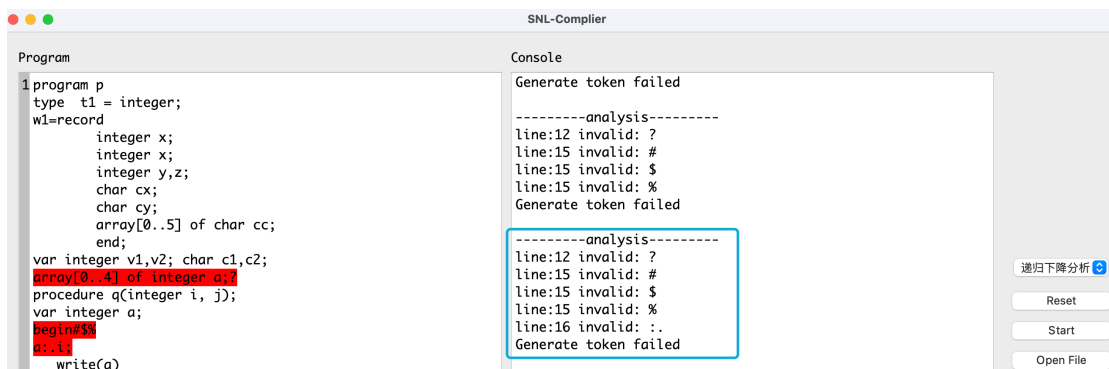 SNL-Complier
Program
1 program p
type  t1 = integer;
w1=record
        integer x;
        integer x;
        integer y,z;
        char cx;
        char cy;
        array[0..5] of char cc;
        end;
var integer v1,v2; char c1,c2;
array[0..4] of integer a;?
procedure q(integer i, j);
var integer a;
begin#$%
a:.i;
   write(a)
Console
Generate token failed
---------analysis---------
line:12 invalid: ?
line:15 invalid: #
line:15 invalid: $
line:15 invalid: %
Generate token failed
---------analysis---------
line:12 invalid: ?
line:15 invalid: #
line:15 invalid: $
line:15 invalid: %
line:16 invalid: :.
Generate token failed
递归下降分析
Reset
Start
Open File